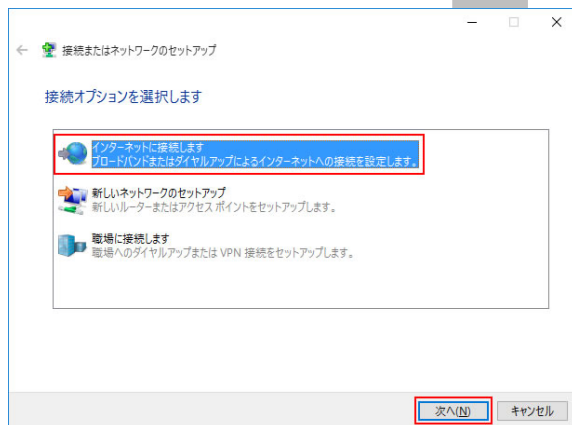 接続またはネットワークのセットアップ
接続オプションを選択します
インターネットに接続します
ブロードバンドまたはダイヤルアップによるインターネットへの接続を設定します。
新しいネットワークのセットアップ
新しいルーターまたはアクセス ポイントをセットアップします。
職場に接続します
職場へのダイヤルアップまたは VPN 接続をセットアップします。
次へ(N) キャンセル